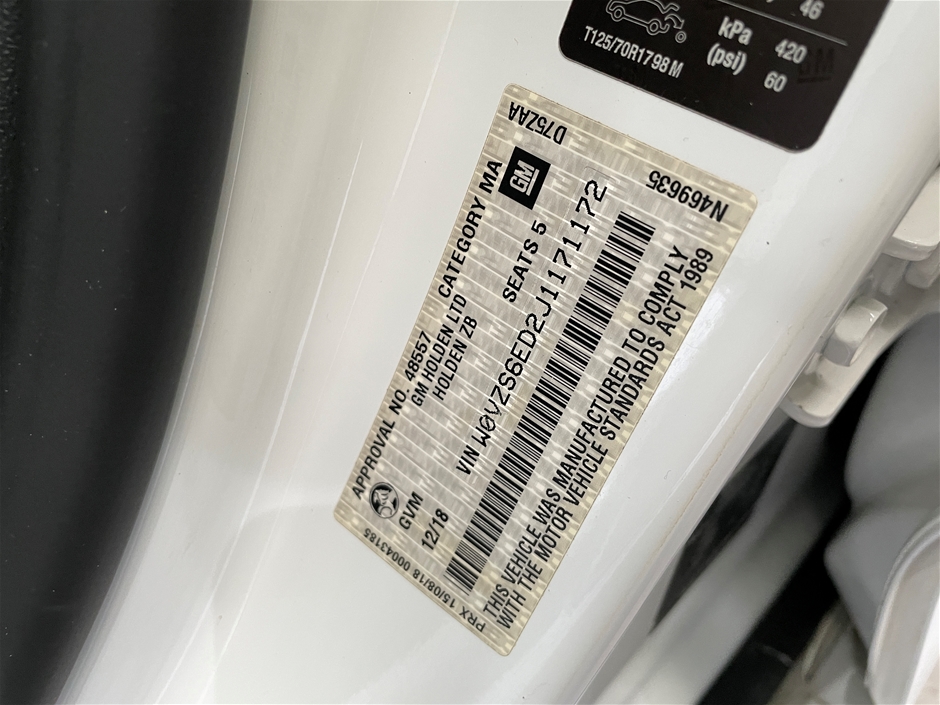 46
kPa 420
(psi) 60
T125/70R17 98 M
GM
D75ZAA
N469635
GM
APPROVAL NO. 48557 CATEGORY MA
GM HOLDEN LTD
HOLDEN ZB
GVM SEATS 5
12/18
VIN W0VZS6ED2J1171172
THIS VEHICLE WAS MANUFACTURED TO COMPLY
WITH THE MOTOR VEHICLE STANDARDS ACT 1989
PRX 15/08/18 00043185